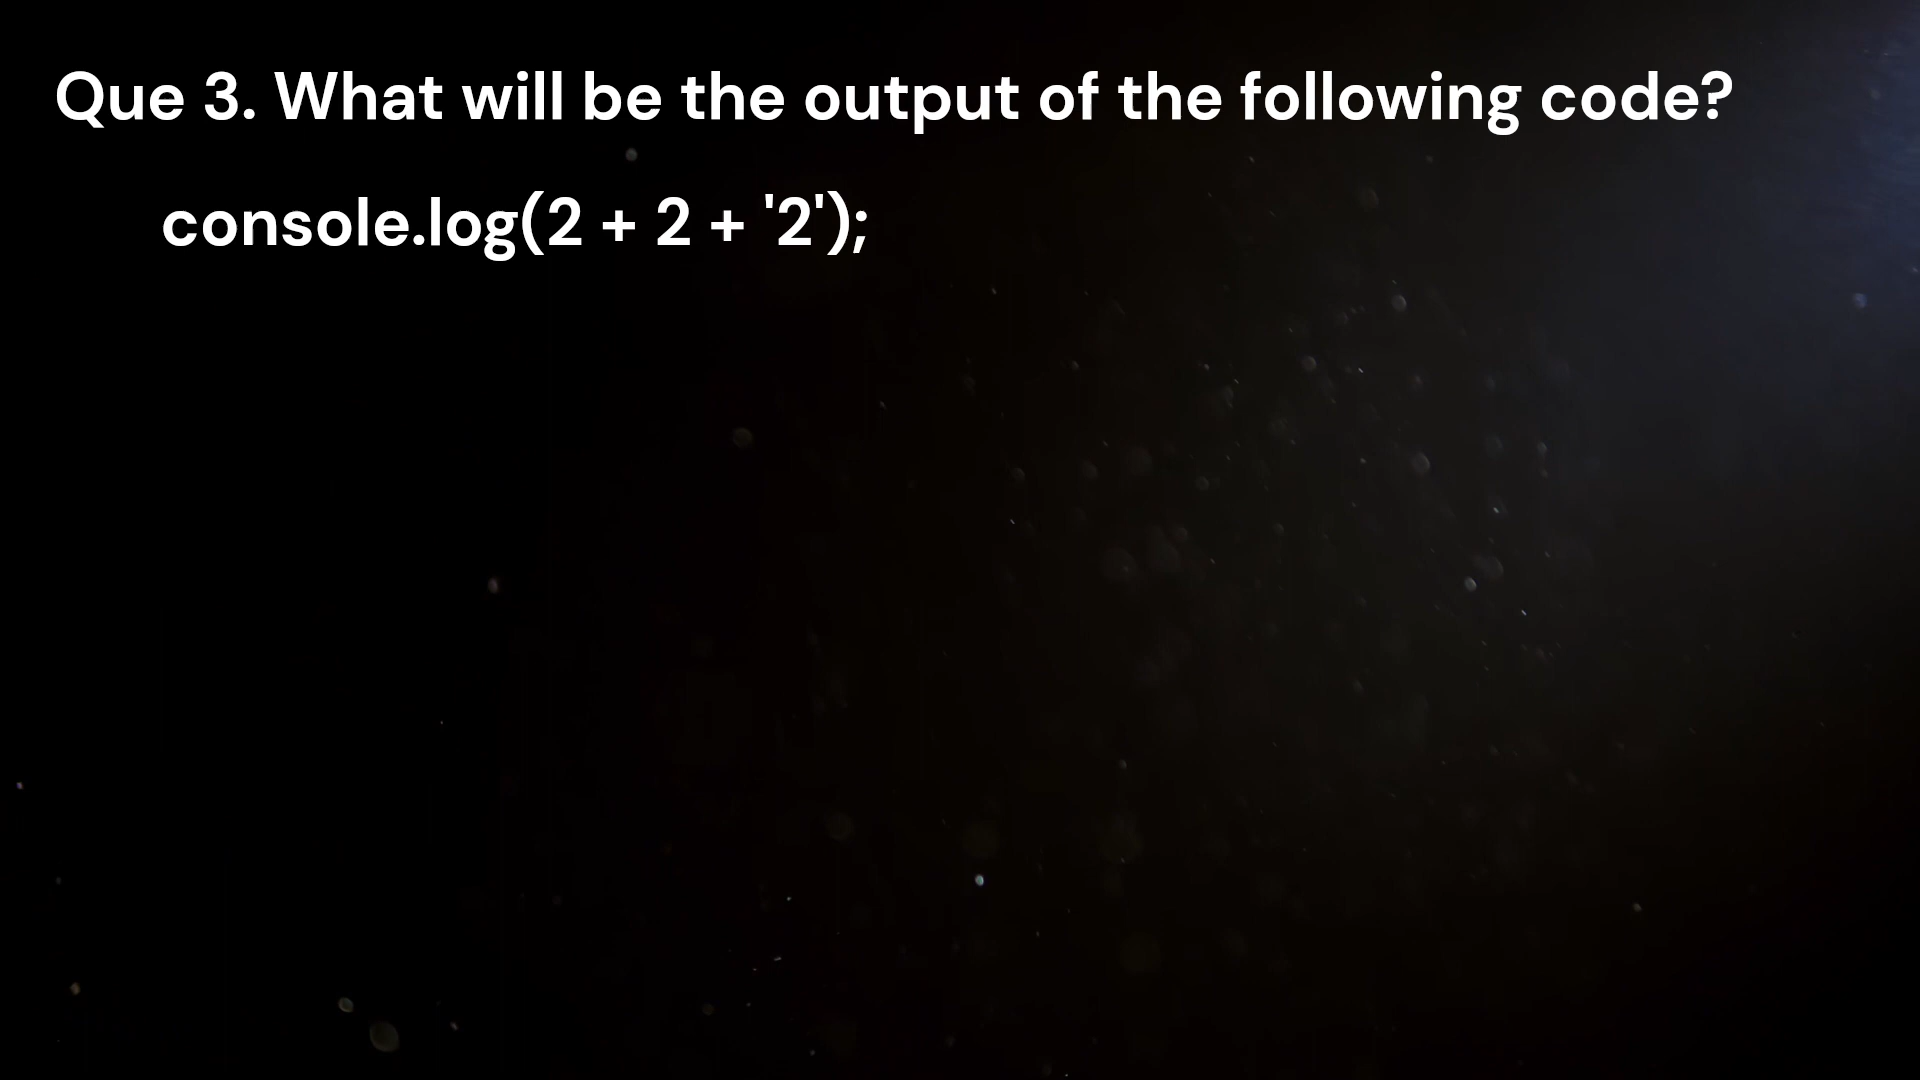 Que 3. What will be the output of the following code?
console.log(2 + 2 + '2');